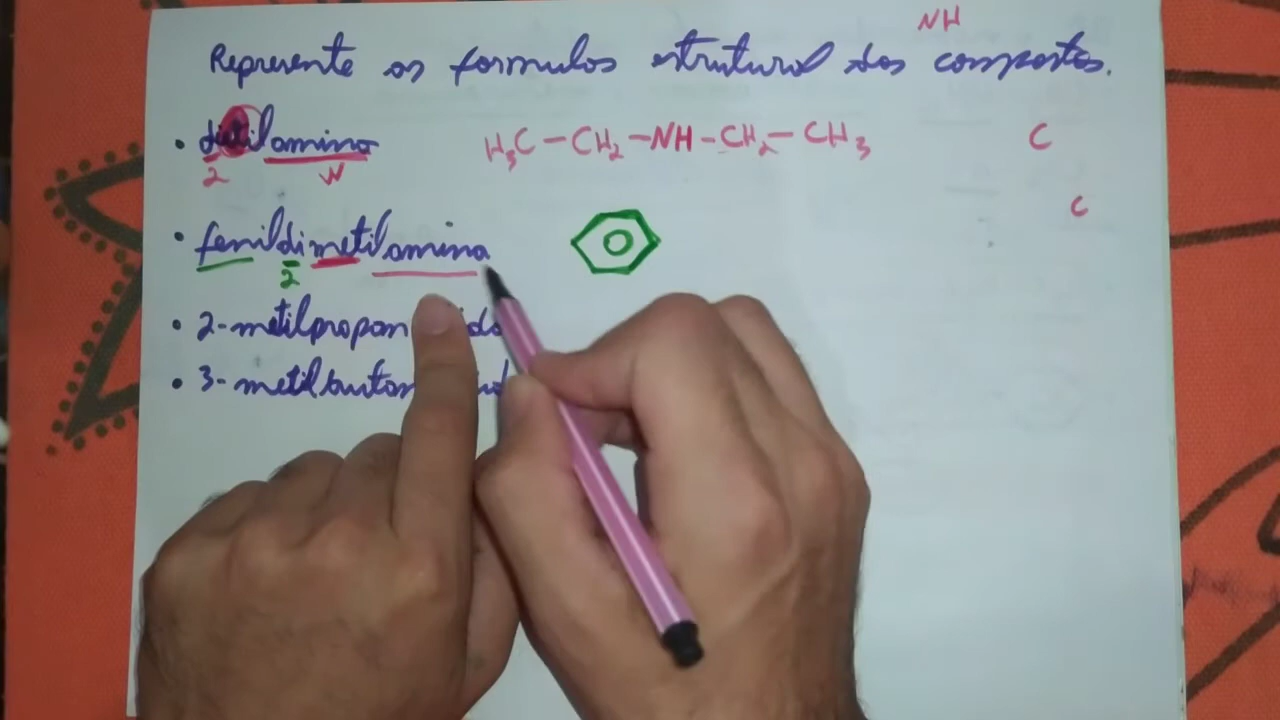 NH
Represente as formulas estrutural dos compostos.
• dietilamina H₃C - CH₂ - NH - CH₂ - CH₃ C
2 N
C
• fenildimetilamina
2
• 2-metilpropan
• 3-metilbutan